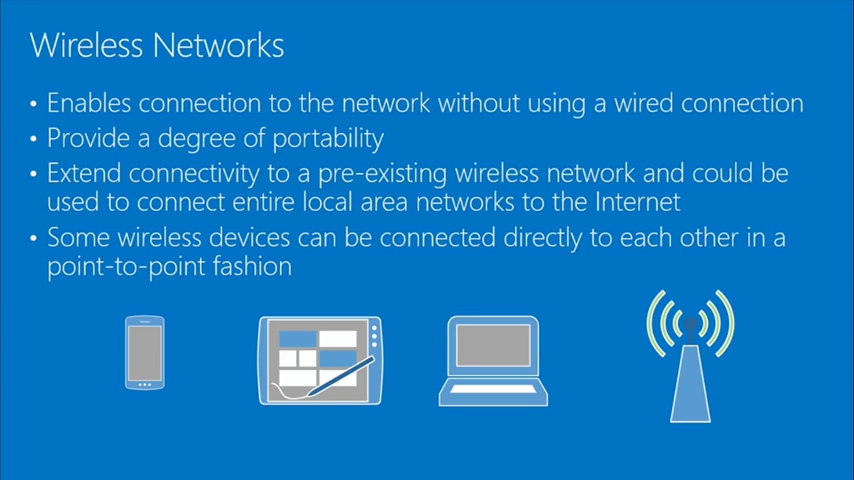 Wireless Networks
• Enables connection to the network without using a wired connection
• Provide a degree of portability
• Extend connectivity to a pre-existing wireless network and could be
used to connect entire local area networks to the Internet
• Some wireless devices can be connected directly to each other in a
point-to-point fashion